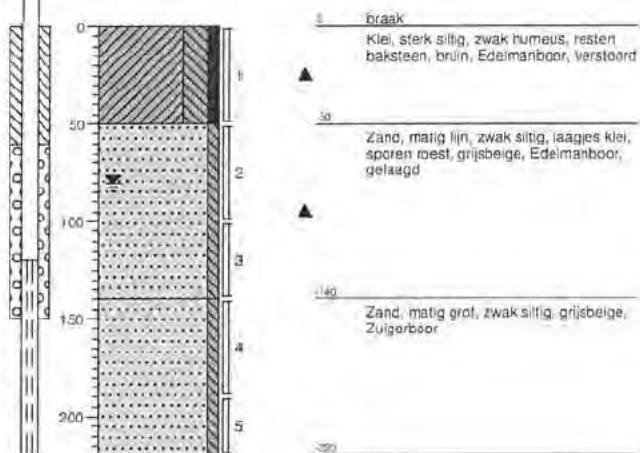 0
50
100
150
200
1
2
3
4
5
0
braak
Klei, sterk siltig, zwak humeus, resten
baksteen, bruin, Edelmanboor, verstoord
-50
Zand, matig fijn, zwak siltig, laagjes klei,
sporen roest, grijsbeige, Edelmanboor,
gelaagd
-140
Zand, matig grof, zwak siltig, grijsbeige,
Zuigerboor
-220